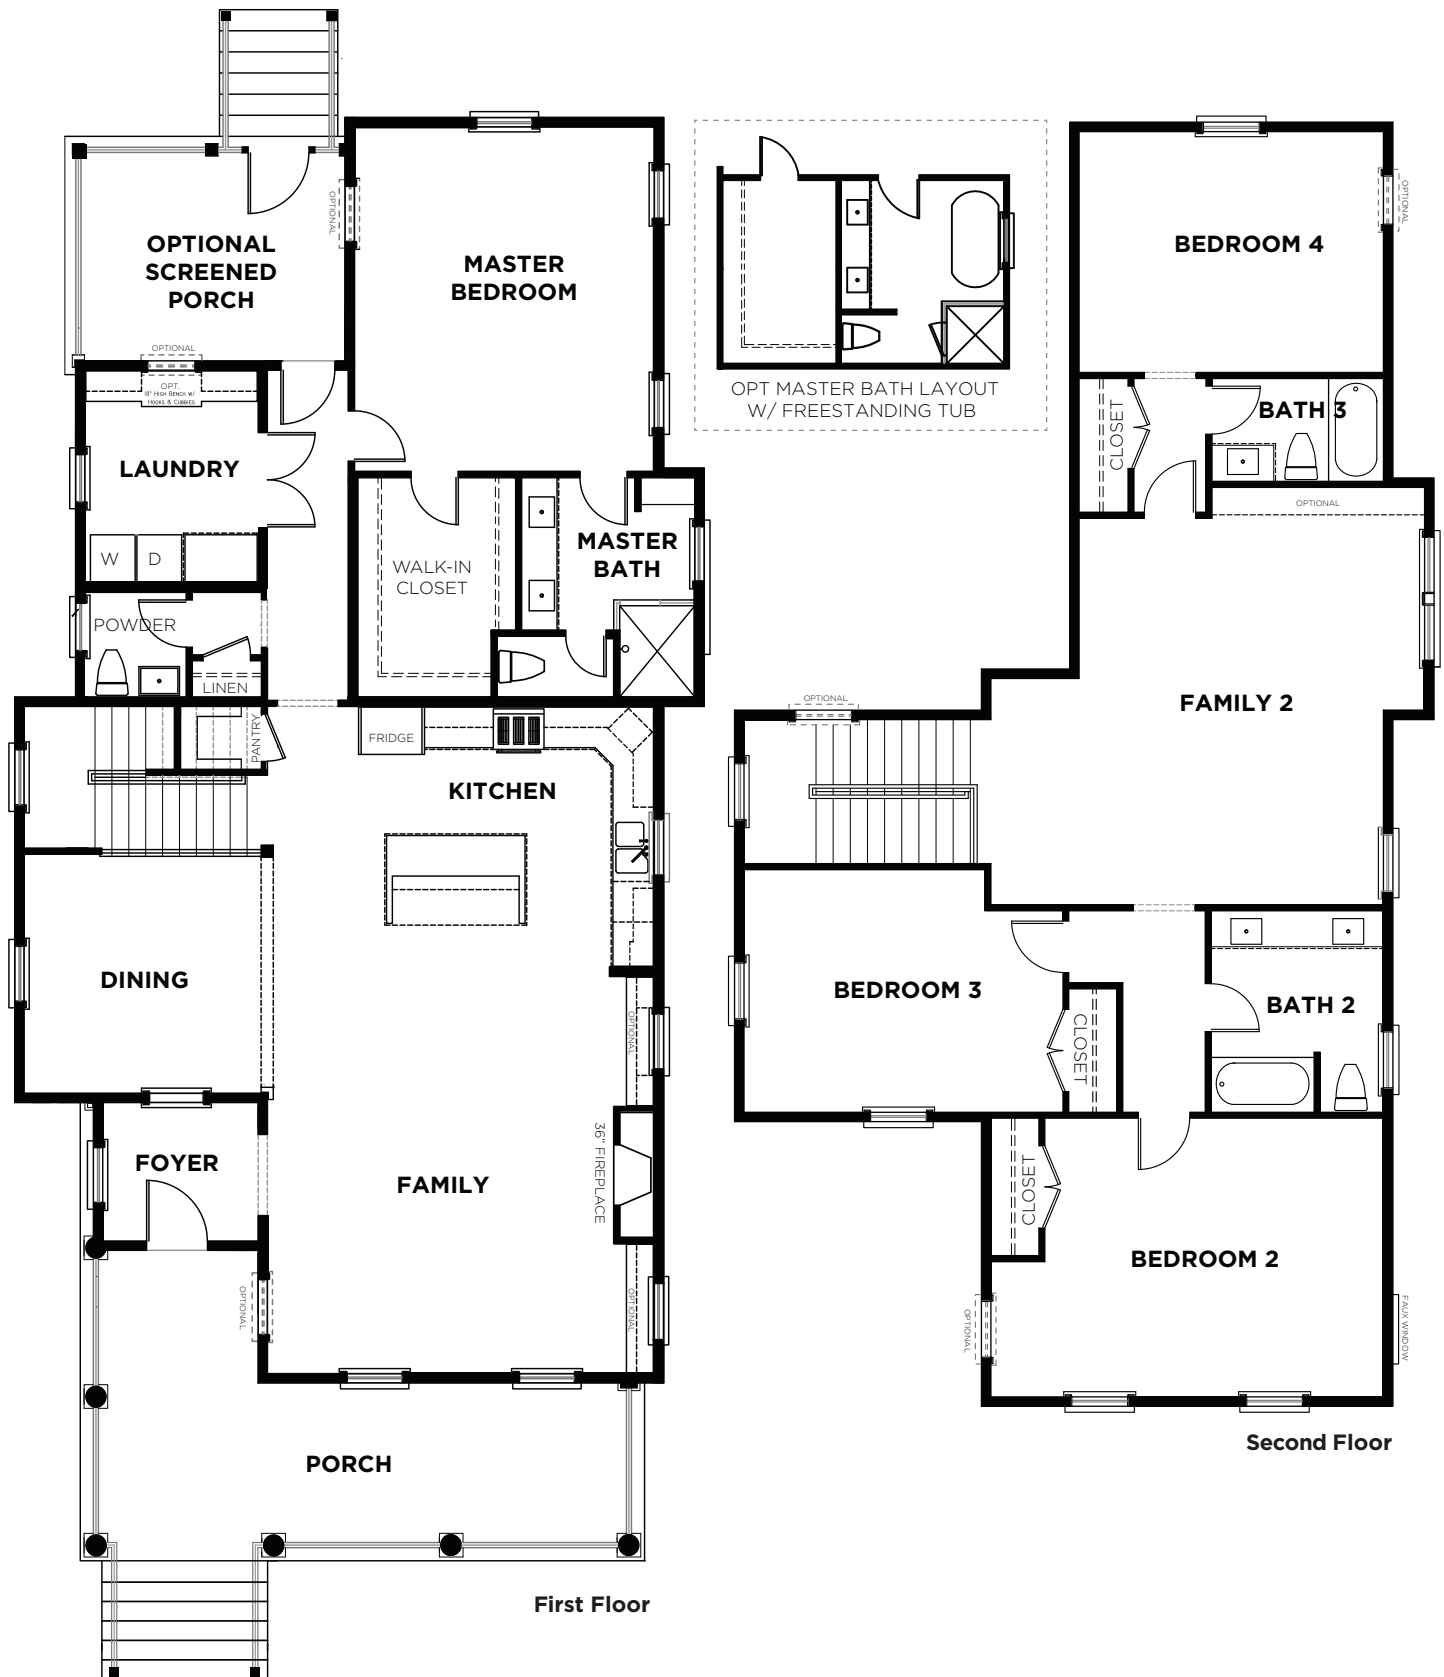 OPTIONAL
SCREENED
PORCH
OPTIONAL
MASTER
BEDROOM
OPTIONAL
OPT.
18" HIGH BENCH W/
HOOKS & CUBBIES
LAUNDRY
W
D
WALK-IN
CLOSET
MASTER
BATH
POWDER
LINEN
PANTRY
FRIDGE
KITCHEN
DINING
OPTIONAL
FOYER
FAMILY
36" FIREPLACE
OPTIONAL
OPTIONAL
PORCH
First Floor
OPT MASTER BATH LAYOUT
W/ FREESTANDING TUB
BEDROOM 4
OPTIONAL
CLOSET
BATH 3
OPTIONAL
FAMILY 2
OPTIONAL
BEDROOM 3
CLOSET
BATH 2
CLOSET
BEDROOM 2
OPTIONAL
FAUX WINDOW
Second Floor